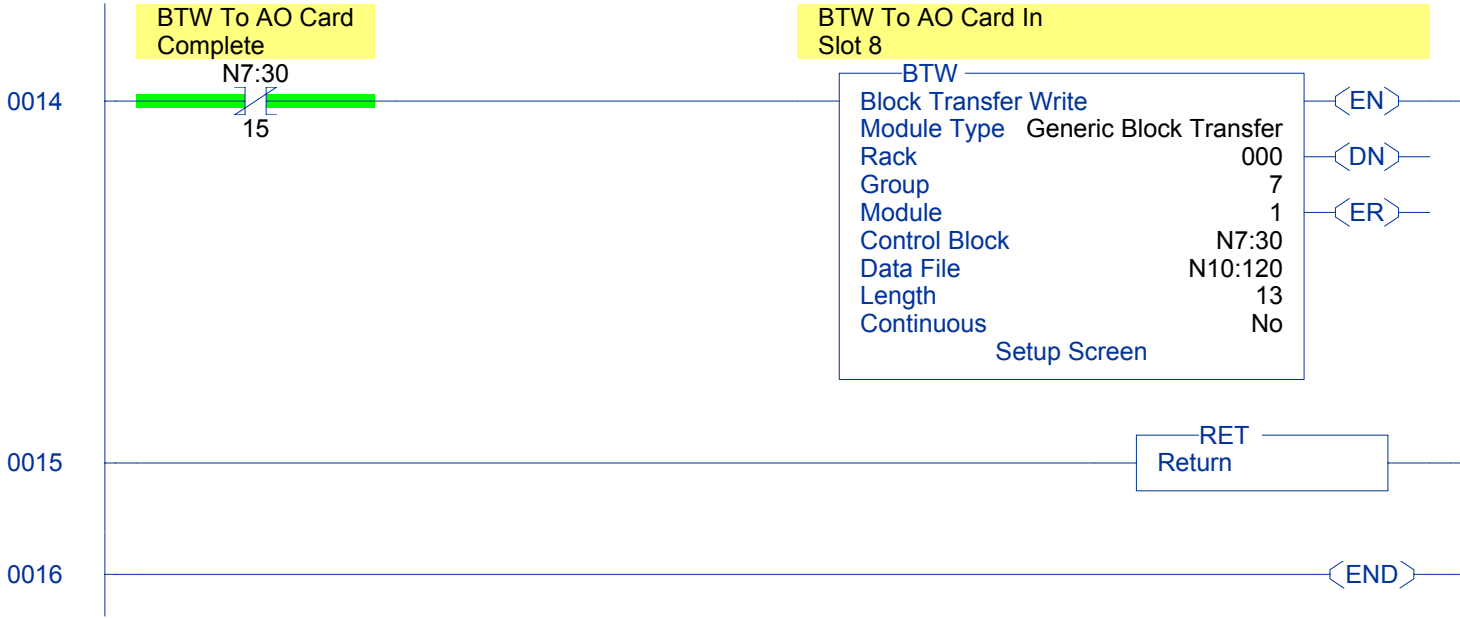 BTW To AO Card
Complete
BTW To AO Card In
Slot 8
N7:30
15
0014
BTW
Block Transfer Write
Module Type Generic Block Transfer
Rack 000
Group 7
Module 1
Control Block N7:30
Data File N10:120
Length 13
Continuous No
Setup Screen
EN
DN
ER
0015
RET
Return
0016
END